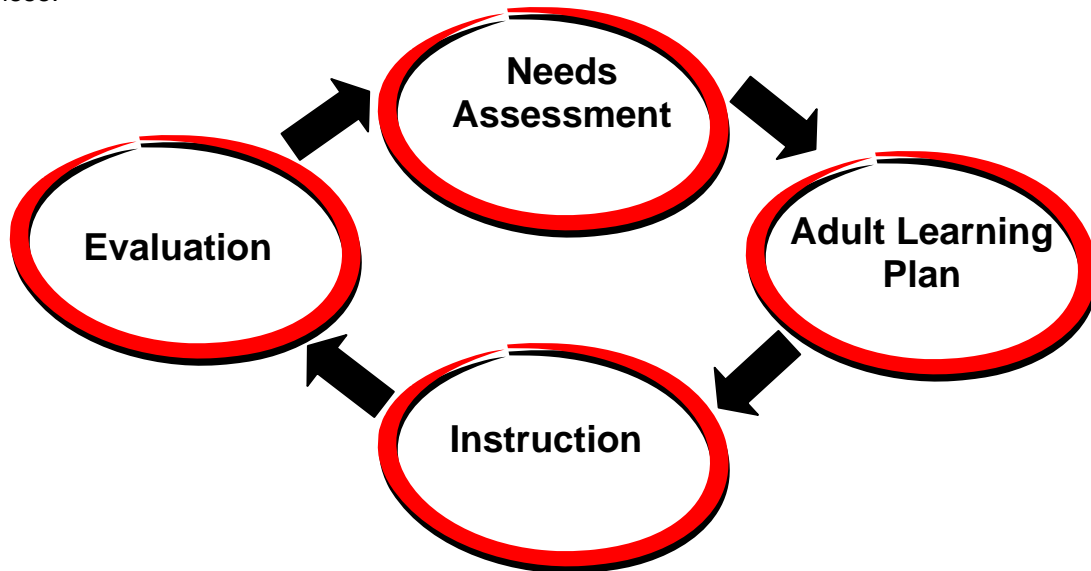 Needs
Assessment
Adult Learning
Plan
Evaluation
Instruction